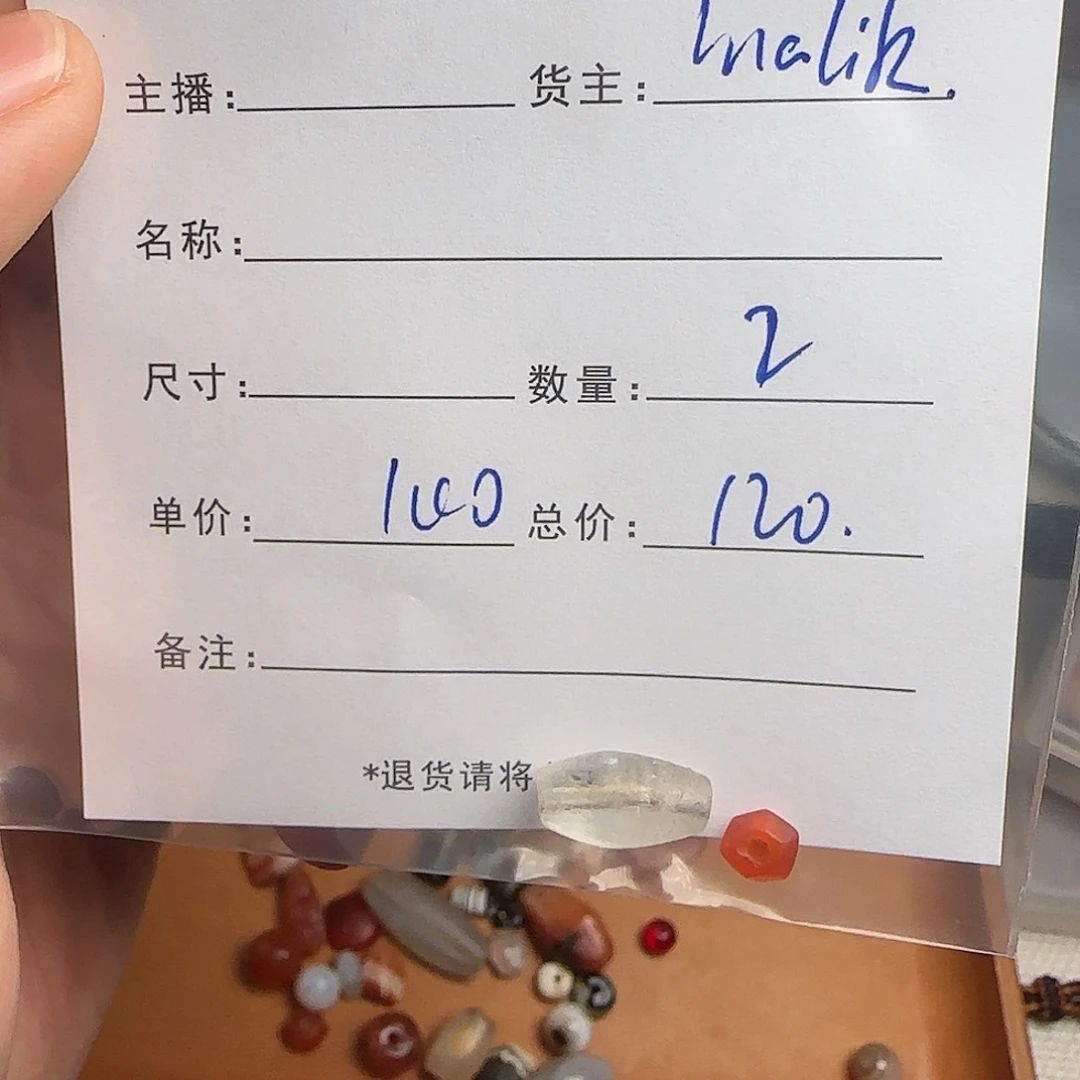 主播: 货主: malik.
名称:
尺寸: 数量: 2
单价: 100 总价: 120.
备注:
*退货请将